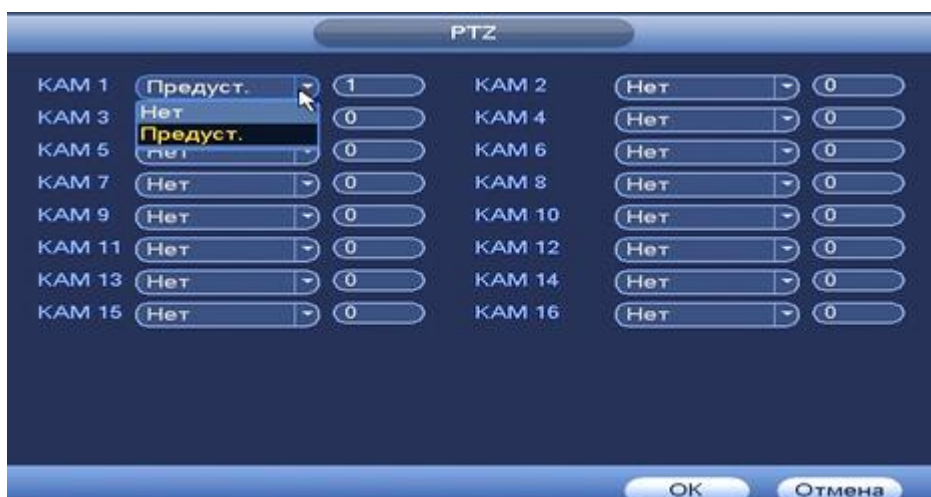 PTZ
КАМ 1 Предуст. 1 КАМ 2 Нет 0
КАМ 3 Нет 0 КАМ 4 Нет 0
Предуст.
КАМ 5 Нет 0 КАМ 6 Нет 0
КАМ 7 Нет 0 КАМ 8 Нет 0
КАМ 9 Нет 0 КАМ 10 Нет 0
КАМ 11 Нет 0 КАМ 12 Нет 0
КАМ 13 Нет 0 КАМ 14 Нет 0
КАМ 15 Нет 0 КАМ 16 Нет 0
OK Отмена